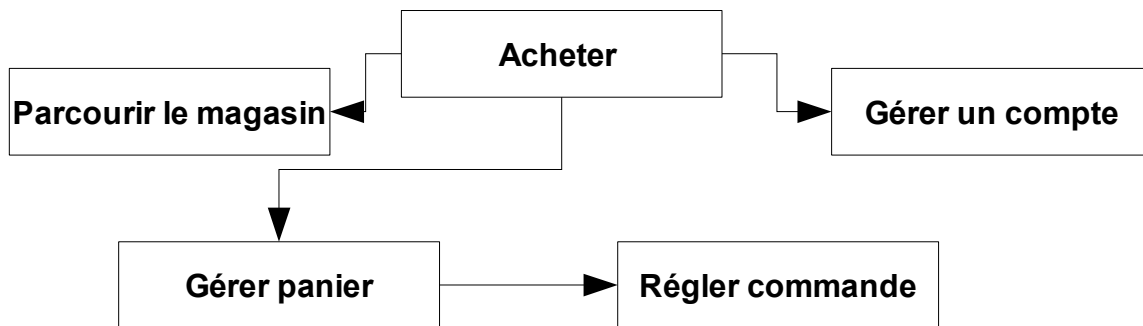 Acheter
Parcourir le magasin
Gérer un compte
Gérer panier
Régler commande